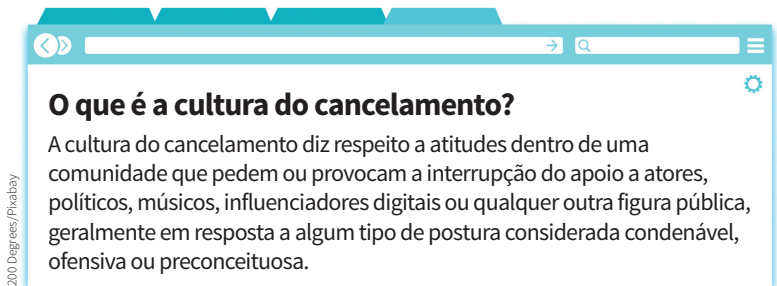 O que é a cultura do cancelamento?
A cultura do cancelamento diz respeito a atitudes dentro de uma
comunidade que pedem ou provocam a interrupção do apoio a atores,
políticos, músicos, influenciadores digitais ou qualquer outra figura pública,
geralmente em resposta a algum tipo de postura considerada condenável,
ofensiva ou preconceituosa.
200 Degrees/Pixabay